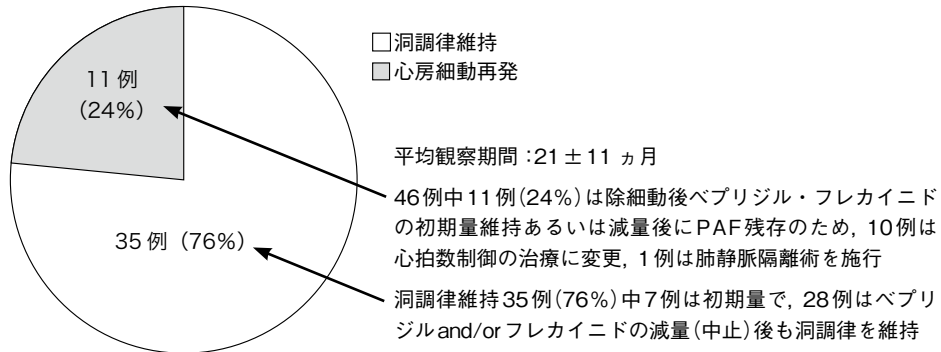 □洞調律維持
■心房細動再発
11 例
(24%)
平均観察期間：21 ± 11 ヵ月
46例中11例(24%)は除細動後ベプリジル・フレカイニド
の初期量維持あるいは減量後にPAF残存のため，10例は
心拍数制御の治療に変更，1例は肺静脈隔離術を施行
35 例（76%）
洞調律維持35例(76%)中7例は初期量で，28例はベプリ
ジルand/orフレカイニドの減量(中止)後も洞調律を維持